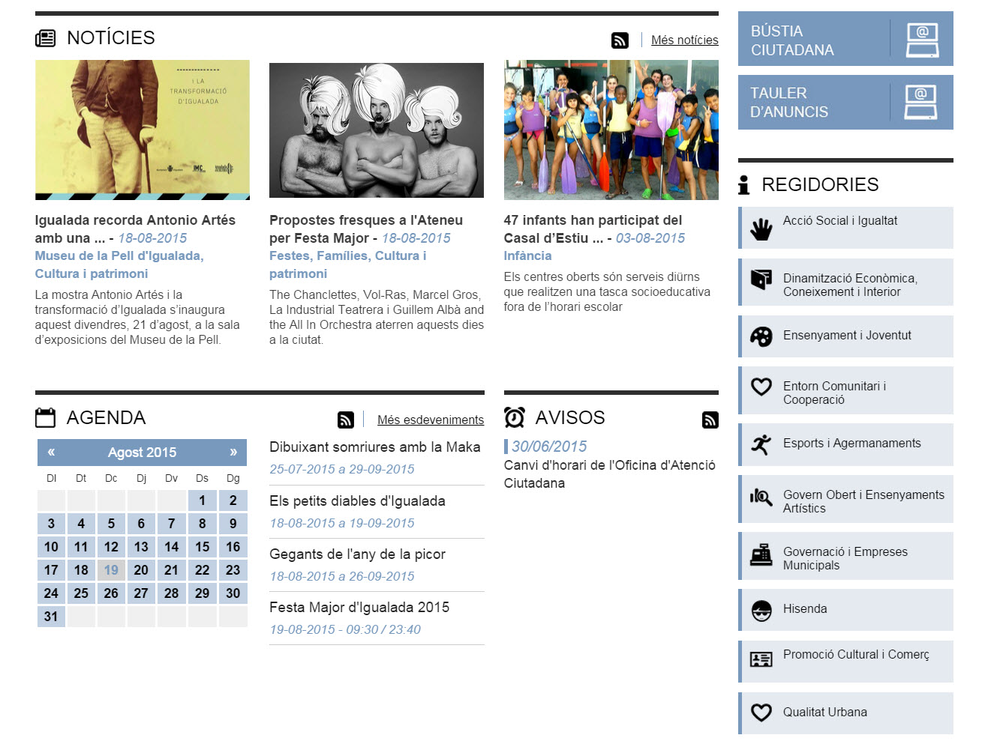 NOTÍCIES
Més notícies
I LA
TRANSFORMACIÓ
D'IGUALADA
Igualada recorda Antonio Artés
amb una ... - 18-08-2015
Museu de la Pell d'Igualada,
Cultura i patrimoni
La mostra Antonio Artés i la
transformació d'Igualada s'inaugura
aquest divendres, 21 d'agost, a la sala
d'exposicions del Museu de la Pell.
Propostes fresques a l'Ateneu
per Festa Major - 18-08-2015
Festes, Famílies, Cultura i
patrimoni
The Chanclettes, Vol-Ras, Marcel Gros,
La Industrial Teatrera i Guillem Albà and
the All In Orchestra aterren aquests dies
a la ciutat.
47 infants han participat del
Casal d’Estiu ... - 03-08-2015
Infància
Els centres oberts són serveis diürns
que realitzen una tasca socioeducativa
fora de l’horari escolar
AGENDA
Més esdeveniments
« Agost 2015 »
Dl Dt Dc Dj Dv Ds Dg
1 2
3 4 5 6 7 8 9
10 11 12 13 14 15 16
17 18 19 20 21 22 23
24 25 26 27 28 29 30
31
Dibuixant somriures amb la Maka
25-07-2015 a 29-09-2015
Els petits diables d'Igualada
18-08-2015 a 19-09-2015
Gegants de l'any de la picor
18-08-2015 a 26-09-2015
Festa Major d'Igualada 2015
19-08-2015 - 09:30 / 23:40
AVISOS
30/06/2015
Canvi d'horari de l'Oficina d'Atenció
Ciutadana
BÚSTIA
CIUTADANA
@
TAULER
D’ANUNCIS
@
REGIDORIES
Acció Social i Igualtat
Dinamització Econòmica,
Coneixement i Interior
Ensenyament i Joventut
Entorn Comunitari i
Cooperació
Esports i Agermanaments
Govern Obert i Ensenyaments
Artístics
Governació i Empreses
Municipals
Hisenda
Promoció Cultural i Comerç
Qualitat Urbana